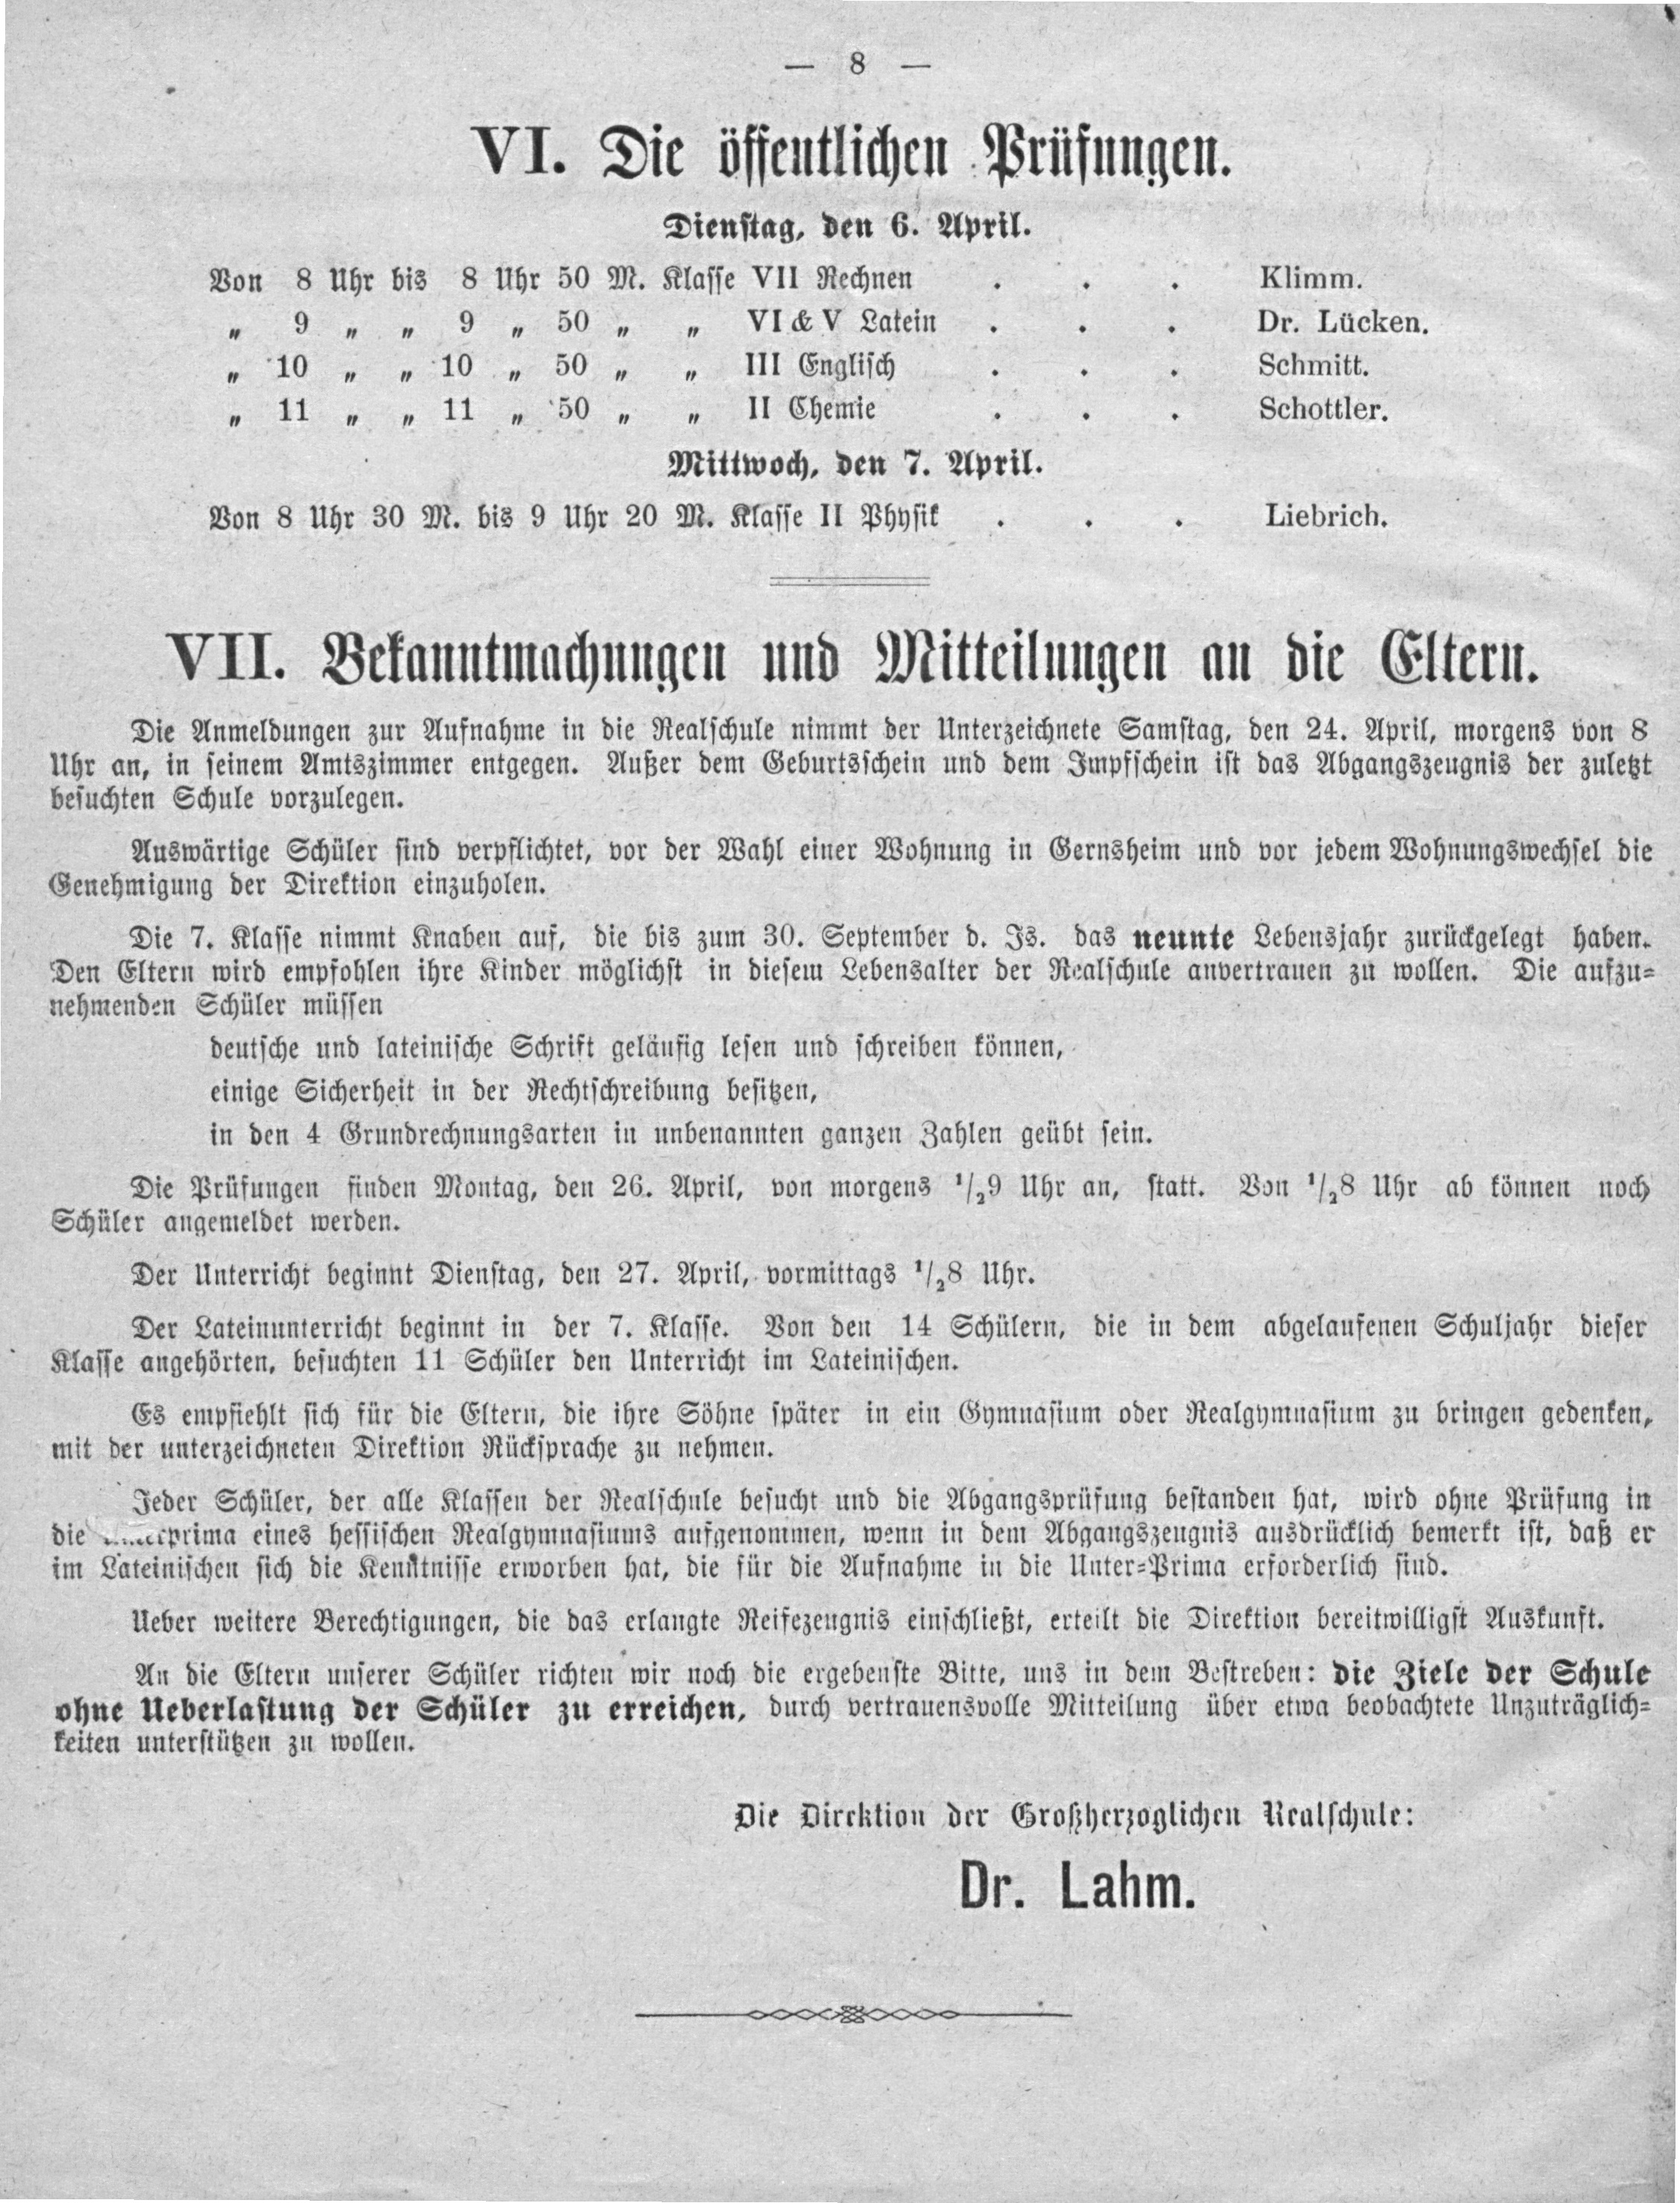 — 8 —
VI. Die öffentlichen Prüfungen.
Dienstag, den 6. April.
Von 8 Uhr bis 8 Uhr 50 M. Klasse VII Rechnen . . . Klimm.
„ 9 „ „ 9 „ 50 „ „ VI & V Latein . . . Dr. Lücken.
„ 10 „ „ 10 „ 50 „ „ III Englisch . . . Schmitt.
„ 11 „ „ 11 „ 50 „ „ II Chemie . . . Schottler.
Mittwoch, den 7. April.
Von 8 Uhr 30 M. bis 9 Uhr 20 M. Klasse II Physik . . . Liebrich.
VII. Bekanntmachungen und Mitteilungen an die Eltern.
Die Anmeldungen zur Aufnahme in die Realschule nimmt der Unterzeichnete Samstag, den 24. April, morgens von 8
Uhr an, in seinem Amtszimmer entgegen. Außer dem Geburtsschein und dem Impfschein ist das Abgangszeugnis der zuletzt
besuchten Schule vorzulegen.
Auswärtige Schüler sind verpflichtet, vor der Wahl einer Wohnung in Gernsheim und vor jedem Wohnungswechsel die
Genehmigung der Direktion einzuholen.
Die 7. Klasse nimmt Knaben auf, die bis zum 30. September d. Js. das neunte Lebensjahr zurückgelegt haben.
Den Eltern wird empfohlen ihre Kinder möglichst in diesem Lebensalter der Realschule anvertrauen zu wollen. Die aufzu-
nehmenden Schüler müssen
deutsche und lateinische Schrift geläufig lesen und schreiben können,
einige Sicherheit in der Rechtschreibung besitzen,
in den 4 Grundrechnungsarten in unbenannten ganzen Zahlen geübt sein.
Die Prüfungen finden Montag, den 26. April, von morgens 1/29 Uhr an, statt. Von 1/28 Uhr ab können noch
Schüler angemeldet werden.
Der Unterricht beginnt Dienstag, den 27. April, vormittags 1/28 Uhr.
Der Lateinunterricht beginnt in der 7. Klasse. Von den 14 Schülern, die in dem abgelaufenen Schuljahr dieser
Klasse angehörten, besuchten 11 Schüler den Unterricht im Lateinischen.
Es empfiehlt sich für die Eltern, die ihre Söhne später in ein Gymnasium oder Realgymnasium zu bringen gedenken,
mit der unterzeichneten Direktion Rücksprache zu nehmen.
Jeder Schüler, der alle Klassen der Realschule besucht und die Abgangsprüfung bestanden hat, wird ohne Prüfung in
die eines hessischen Realgymnasiums aufgenommen, wenn in dem Abgangszeugnis ausdrücklich bemerkt ist, daß er
im Lateinischen sich die Kenntnisse erworben hat, die für die Aufnahme in die Unter-Prima erforderlich sind.
Ueber weitere Berechtigungen, die das erlangte Reifezeugnis einschließt, erteilt die Direktion bereitwilligst Auskunft.
An die Eltern unserer Schüler richten wir noch die ergebenste Bitte, uns in dem Bestreben: die Ziele der Schule
ohne Ueberlastung der Schüler zu erreichen, durch vertrauensvolle Mitteilung über etwa beobachtete Unzuträglich-
keiten unterstützen zu wollen.
Die Direktion der Großherzoglichen Realschule:
Dr. Lahm.